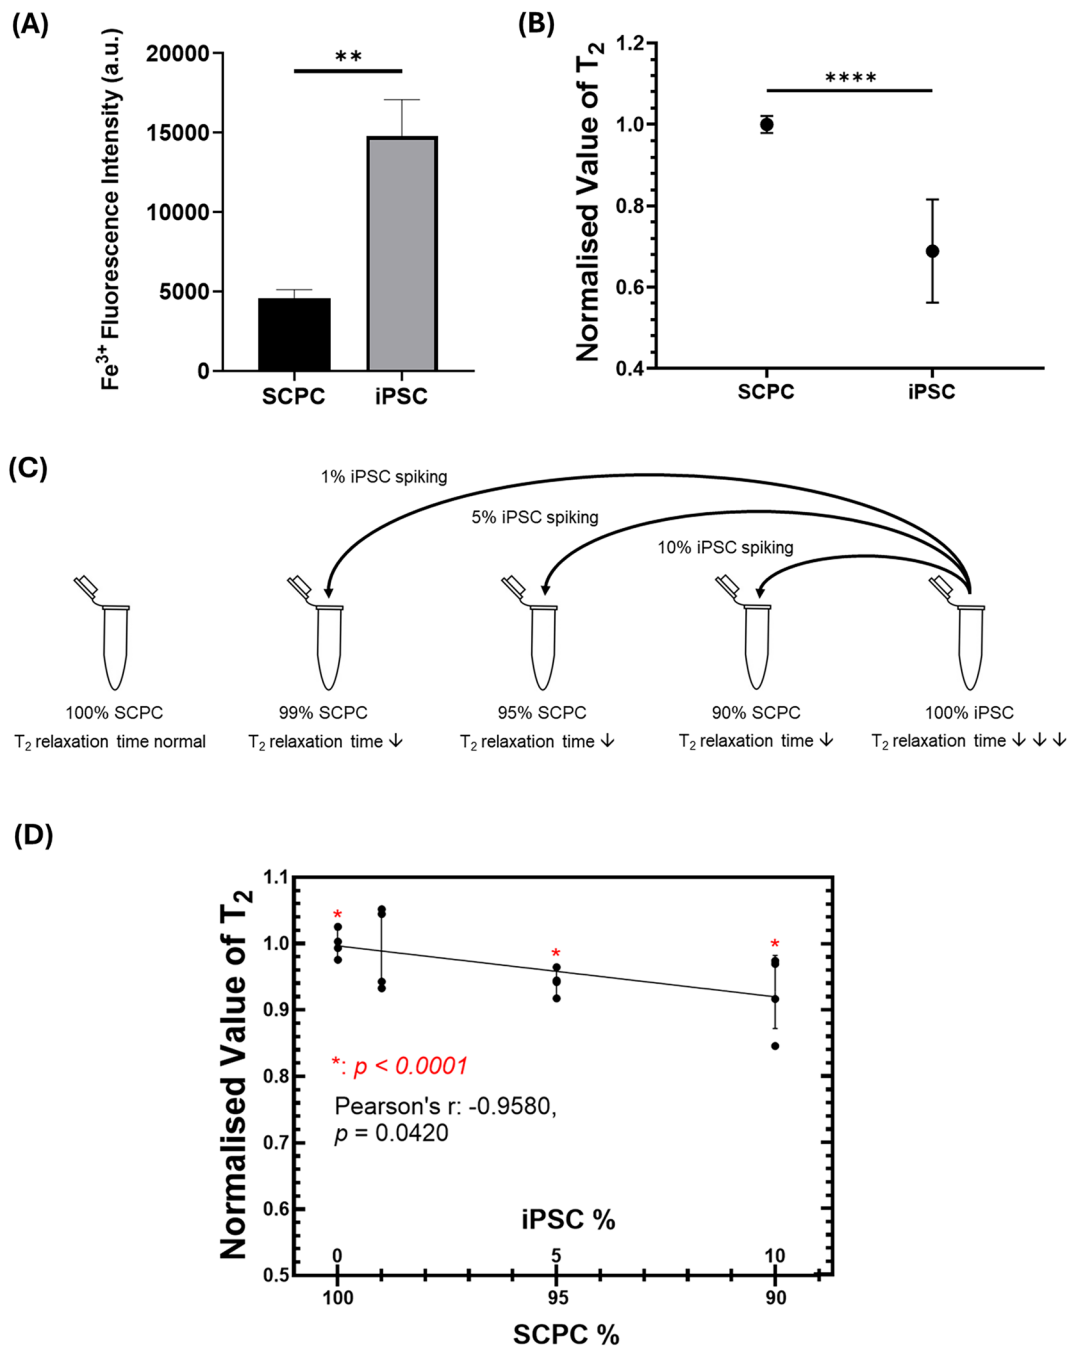 (A)
Fe3+ Fluorescence Intensity (a.u.)
20000
15000
10000
5000
0
**
SCPC
iPSC
(B)
Normalised Value of T2
1.2
1.0
0.8
0.6
0.4
****
SCPC
iPSC
(C)
1% iPSC spiking
5% iPSC spiking
10% iPSC spiking
100% SCPC
T2 relaxation time normal
99% SCPC
T2 relaxation time ↓
95% SCPC
T2 relaxation time ↓
90% SCPC
T2 relaxation time ↓
100% iPSC
T2 relaxation time ↓ ↓ ↓
(D)
Normalised Value of T2
1.1
1.0
0.9
0.8
0.7
0.6
0.5
*
*
*
*: p < 0.0001
Pearson's r: -0.9580,
p = 0.0420
iPSC %
0
5
10
100
95
90
SCPC %